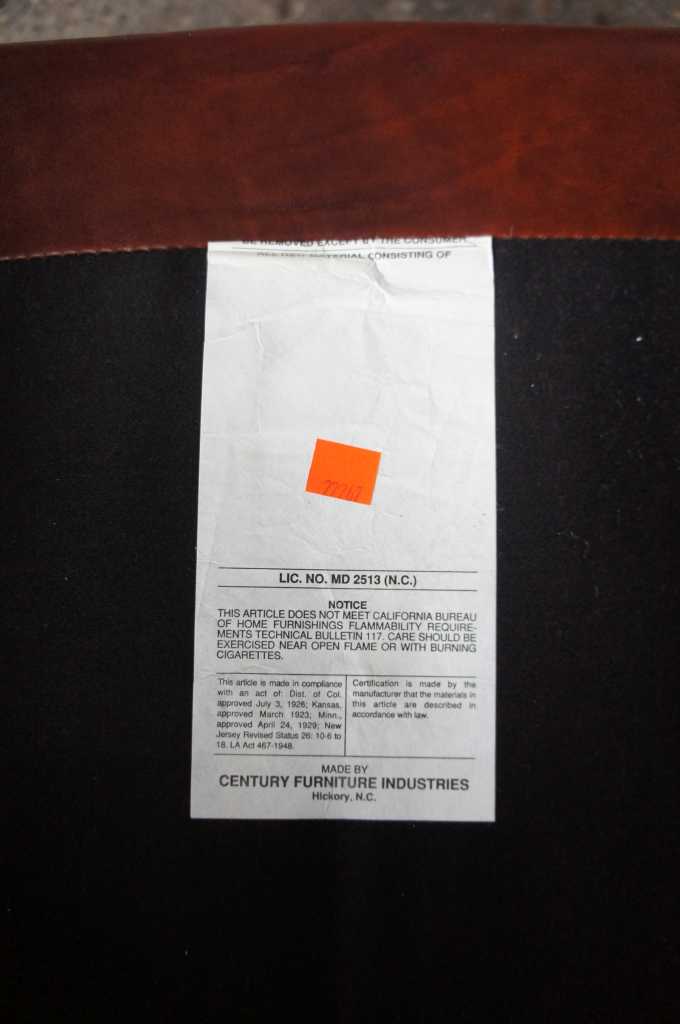 BE REMOVED EXCEPT BY THE CONSUMER
ALL NEW MATERIAL CONSISTING OF
LIC. NO. MD 2513 (N.C.)
NOTICE
THIS ARTICLE DOES NOT MEET CALIFORNIA BUREAU
OF HOME FURNISHINGS FLAMMABILITY REQUIRE-
MENTS TECHNICAL BULLETIN 117. CARE SHOULD BE
EXERCISED NEAR OPEN FLAME OR WITH BURNING
CIGARETTES.
This article is made in compliance
with an act of: Dist. of Col.
approved July 3, 1926; Kansas,
approved March 1923; Minn.,
approved April 24, 1929; New
Jersey Revised Status 26: 10-6 to
18. LA Act 467-1948.
Certification is made by the
manufacturer that the materials in
this article are described in
accordance with law.
MADE BY
CENTURY FURNITURE INDUSTRIES
Hickory, N.C.